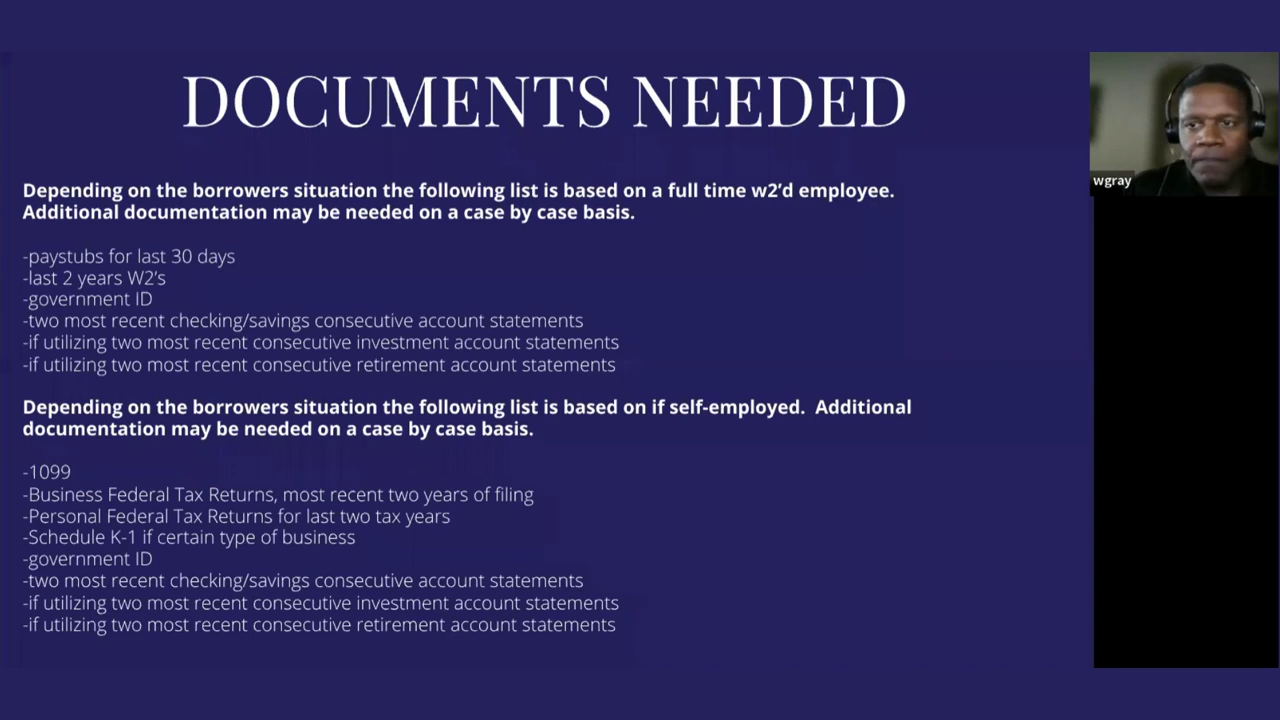 DOCUMENTS NEEDED
Depending on the borrowers situation the following list is based on a full time w2’d employee.
Additional documentation may be needed on a case by case basis.
-paystubs for last 30 days
-last 2 years W2’s
-government ID
-two most recent checking/savings consecutive account statements
-if utilizing two most recent consecutive investment account statements
-if utilizing two most recent consecutive retirement account statements
Depending on the borrowers situation the following list is based on if self-employed.  Additional
documentation may be needed on a case by case basis.
-1099
-Business Federal Tax Returns, most recent two years of filing
-Personal Federal Tax Returns for last two tax years
-Schedule K-1 if certain type of business
-government ID
-two most recent checking/savings consecutive account statements
-if utilizing two most recent consecutive investment account statements
-if utilizing two most recent consecutive retirement account statements
wgray